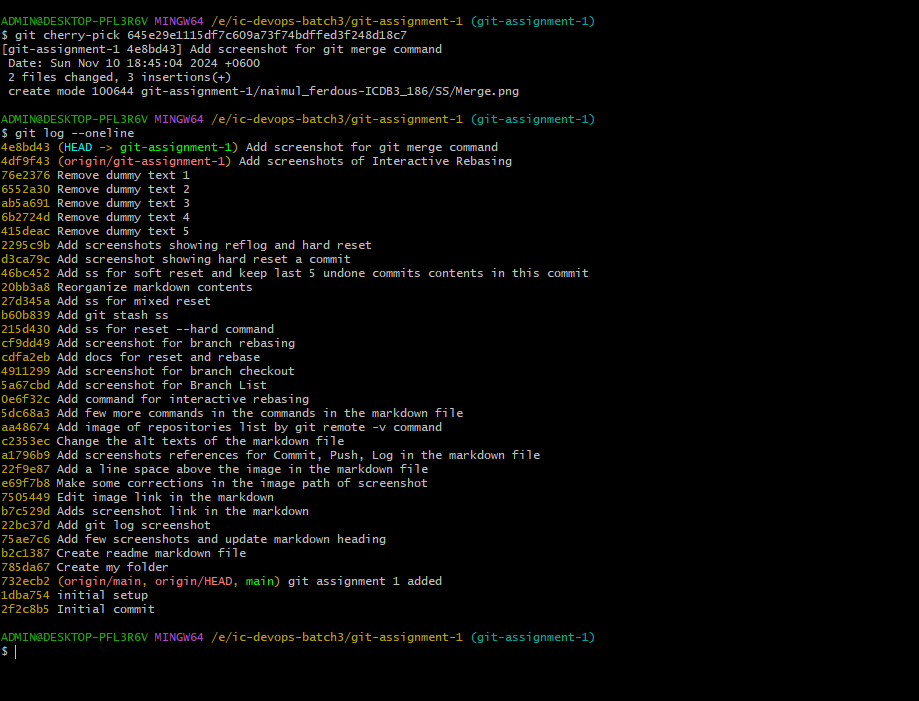 ADMIN@DESKTOP-PFL3R6V MINGW64 /e/ic-devops-batch3/git-assignment-1 (git-assignment-1)
$ git cherry-pick 645e29e1115df7c609a73f74bdffed3f248d18c7
[git-assignment-1 4e8bd43] Add screenshot for git merge command
 Date: Sun Nov 10 18:45:04 2024 +0600
 2 files changed, 3 insertions(+)
 create mode 100644 git-assignment-1/naimul_ferdous-ICDB3_186/SS/Merge.png
ADMIN@DESKTOP-PFL3R6V MINGW64 /e/ic-devops-batch3/git-assignment-1 (git-assignment-1)
$ git log --oneline
4e8bd43 (HEAD -> git-assignment-1) Add screenshot for git merge command
4df9f43 (origin/git-assignment-1) Add screenshots of Interactive Rebasing
76e2376 Remove dummy text 1
6552a30 Remove dummy text 2
ab5a691 Remove dummy text 3
6b2724d Remove dummy text 4
415deac Remove dummy text 5
2295c9b Add screenshots showing reflog and hard reset
d3ca79c Add screenshot showing hard reset a commit
46bc452 Add ss for soft reset and keep last 5 undone commits contents in this commit
20bb3a8 Reorganize markdown contents
27d345a Add ss for mixed reset
b60b839 Add git stash ss
215d430 Add ss for reset --hard command
cf9dd49 Add screenshot for branch rebasing
cdfa2eb Add docs for reset and rebase
4911299 Add screenshot for branch checkout
5a67cbd Add screenshot for Branch List
0e6f32c Add command for interactive rebasing
5dc68a3 Add few more commands in the commands in the markdown file
aa48674 Add image of repositories list by git remote -v command
c2353ec Change the alt texts of the markdown file
a1796b9 Add screenshots references for Commit, Push, Log in the markdown file
22f9e87 Add a line space above the image in the markdown file
e69f7b8 Make some corrections in the image path of screenshot
7505449 Edit image link in the markdown
b7c529d Adds screenshot link in the markdown
22bc37d Add git log screenshot
75ae7c6 Add few screenshots and update markdown heading
b2c1387 Create readme markdown file
785da67 Create my folder
732ecb2 (origin/main, origin/HEAD, main) git assignment 1 added
1dba754 initial setup
2f2c8b5 Initial commit
ADMIN@DESKTOP-PFL3R6V MINGW64 /e/ic-devops-batch3/git-assignment-1 (git-assignment-1)
$